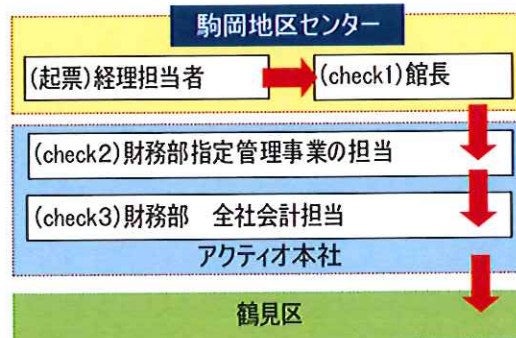 駒岡地区センター
(起票)経理担当者
(check1)館長
(check2)財務部指定管理事業の担当
(check3)財務部　全社会計担当
アクティオ本社
鶴見区